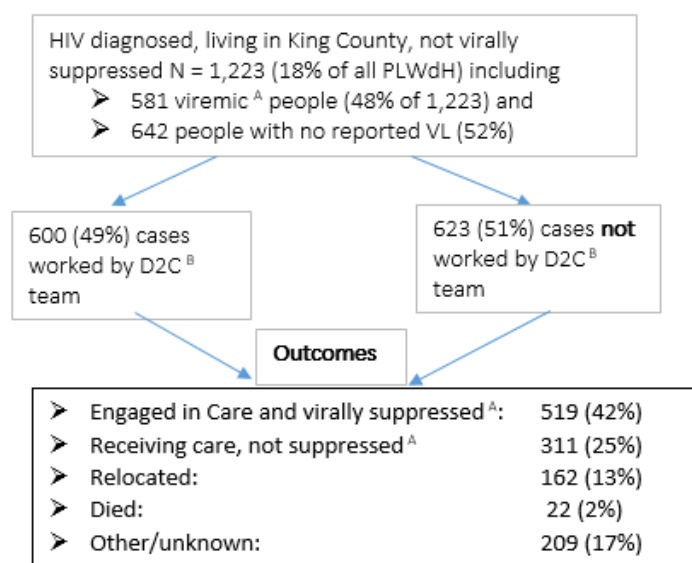 HIV diagnosed, living in King County, not virally
suppressed N = 1,223 (18% of all PLWdH) including
➢ 581 viremic ᴬ people (48% of 1,223) and
➢ 642 people with no reported VL (52%)
600 (49%) cases
worked by D2C ᴮ
team
623 (51%) cases not
worked by D2C ᴮ
team
Outcomes
➢ Engaged in Care and virally suppressed ᴬ: 519 (42%)
➢ Receiving care, not suppressed ᴬ 311 (25%)
➢ Relocated: 162 (13%)
➢ Died: 22 (2%)
➢ Other/unknown: 209 (17%)